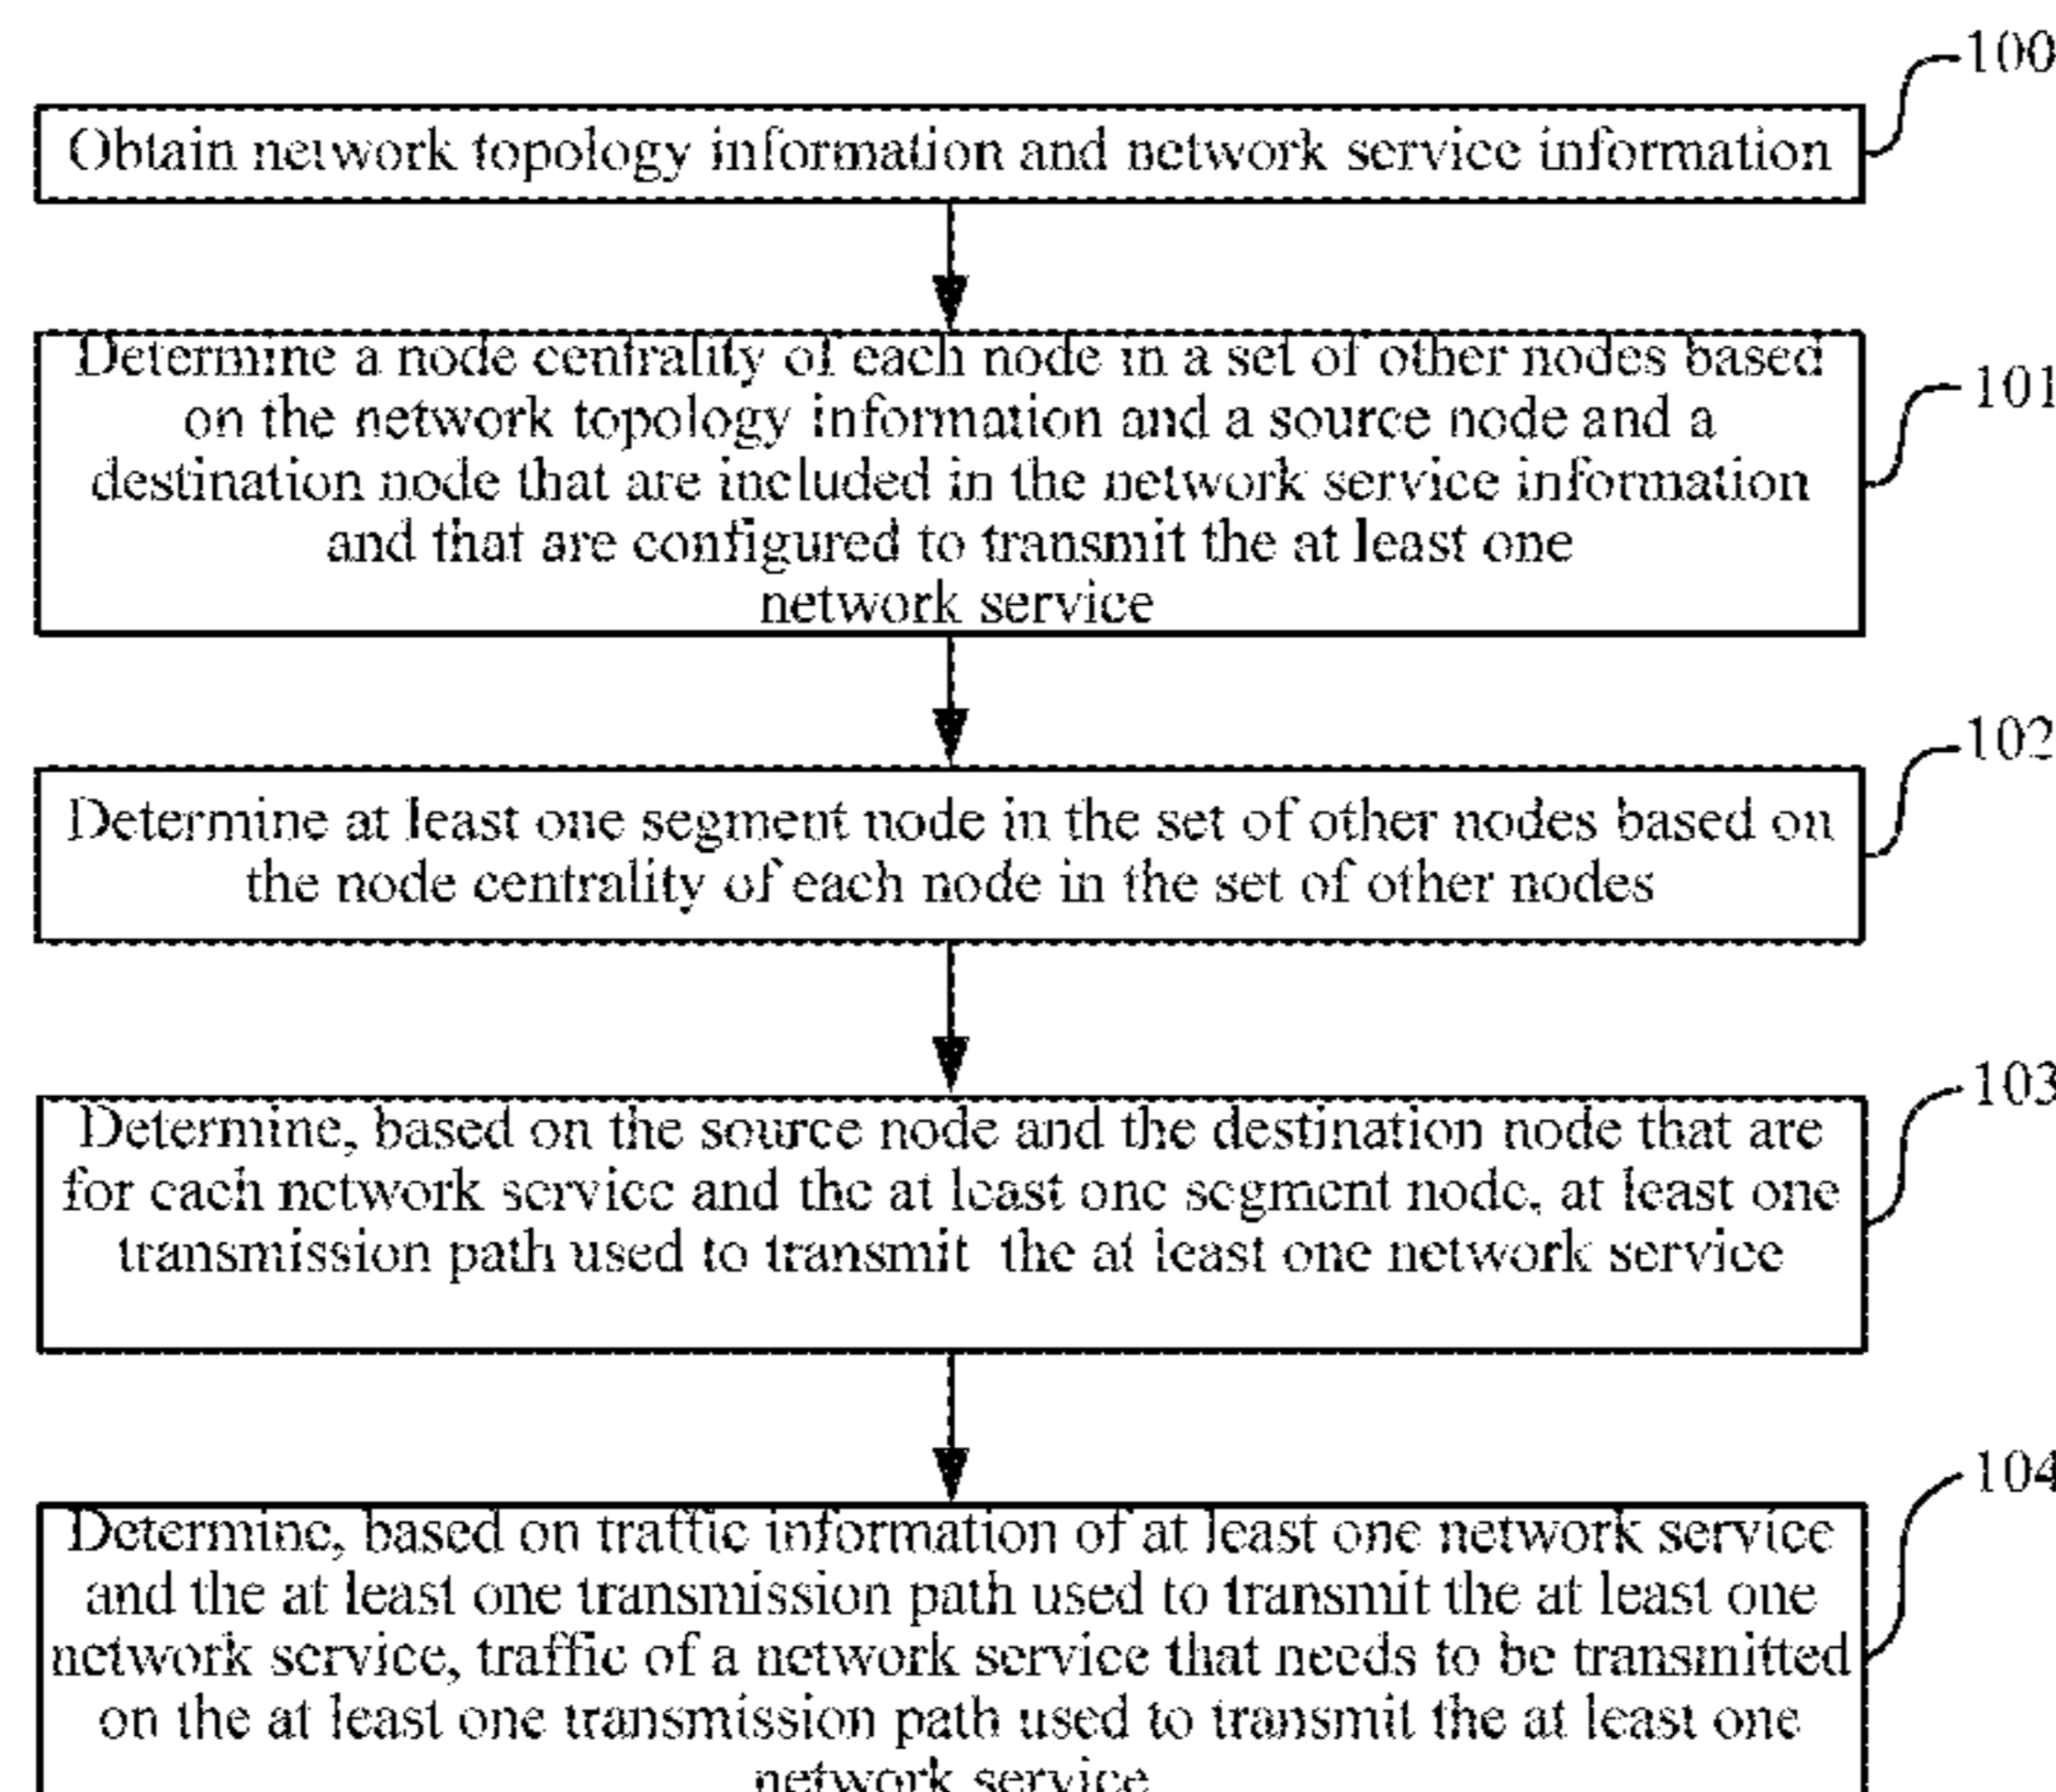 100
Obtain network topology information and network service information
Determine a node centrality of each node in a set of other nodes based
on the network topology information and a source node and a
destination node that are included in the network service information
and that are configured to transmit the at least one
network service
101
102
Determine at least one segment node in the set of other nodes based on
the node centrality of each node in the set of other nodes
103
Determine, based on the source node and the destination node that are
for each network service and the at least one segment node, at least one
transmission path used to transmit the at least one network service
104
Determine, based on traffic information of at least one network service
and the at least one transmission path used to transmit the at least one
network service, traffic of a network service that needs to be transmitted
on the at least one transmission path used to transmit the at least one
network service